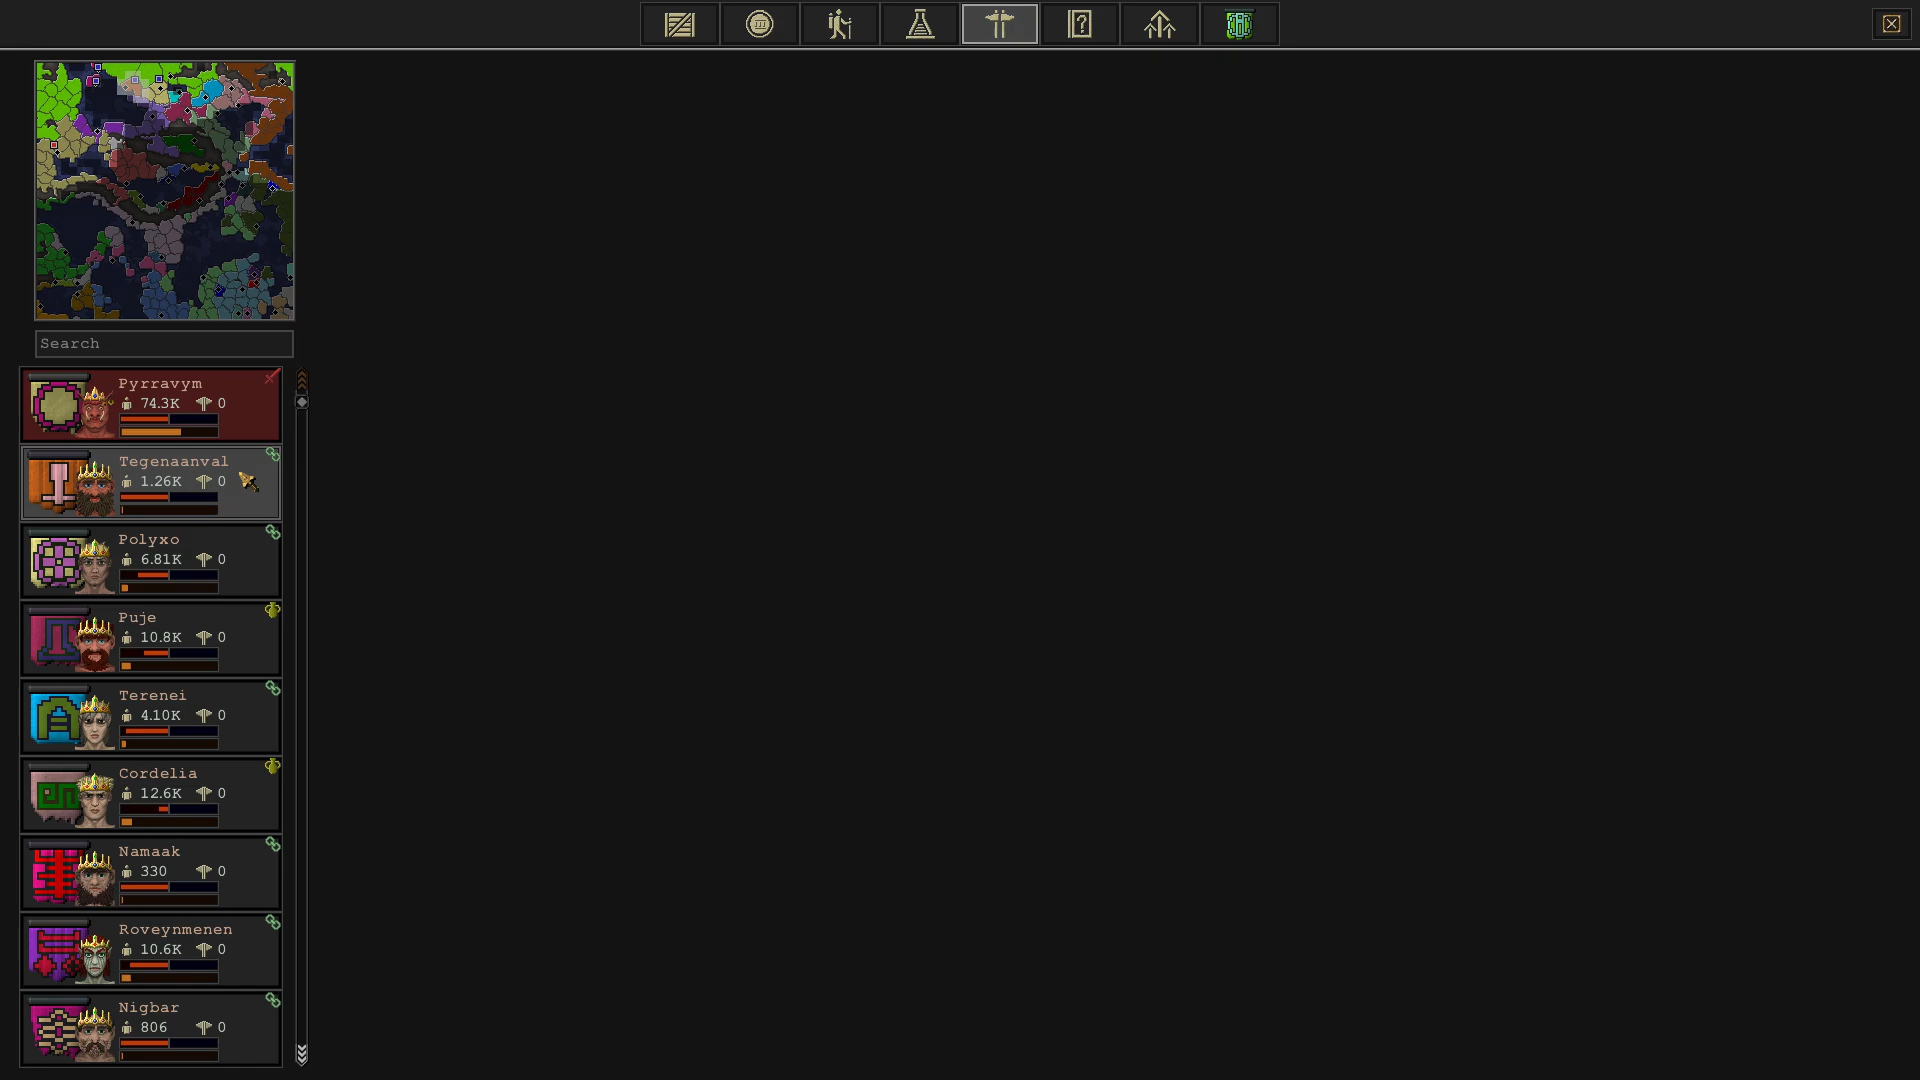 Search
Pyrravym
74.3K 0
Tegenaanval
1.26K 0
Polyxo
6.81K 0
Puje
10.8K 0
Terenei
4.10K 0
Cordelia
12.6K 0
Namaak
330 0
Roveynmenen
10.6K 0
Nigbar
806 0